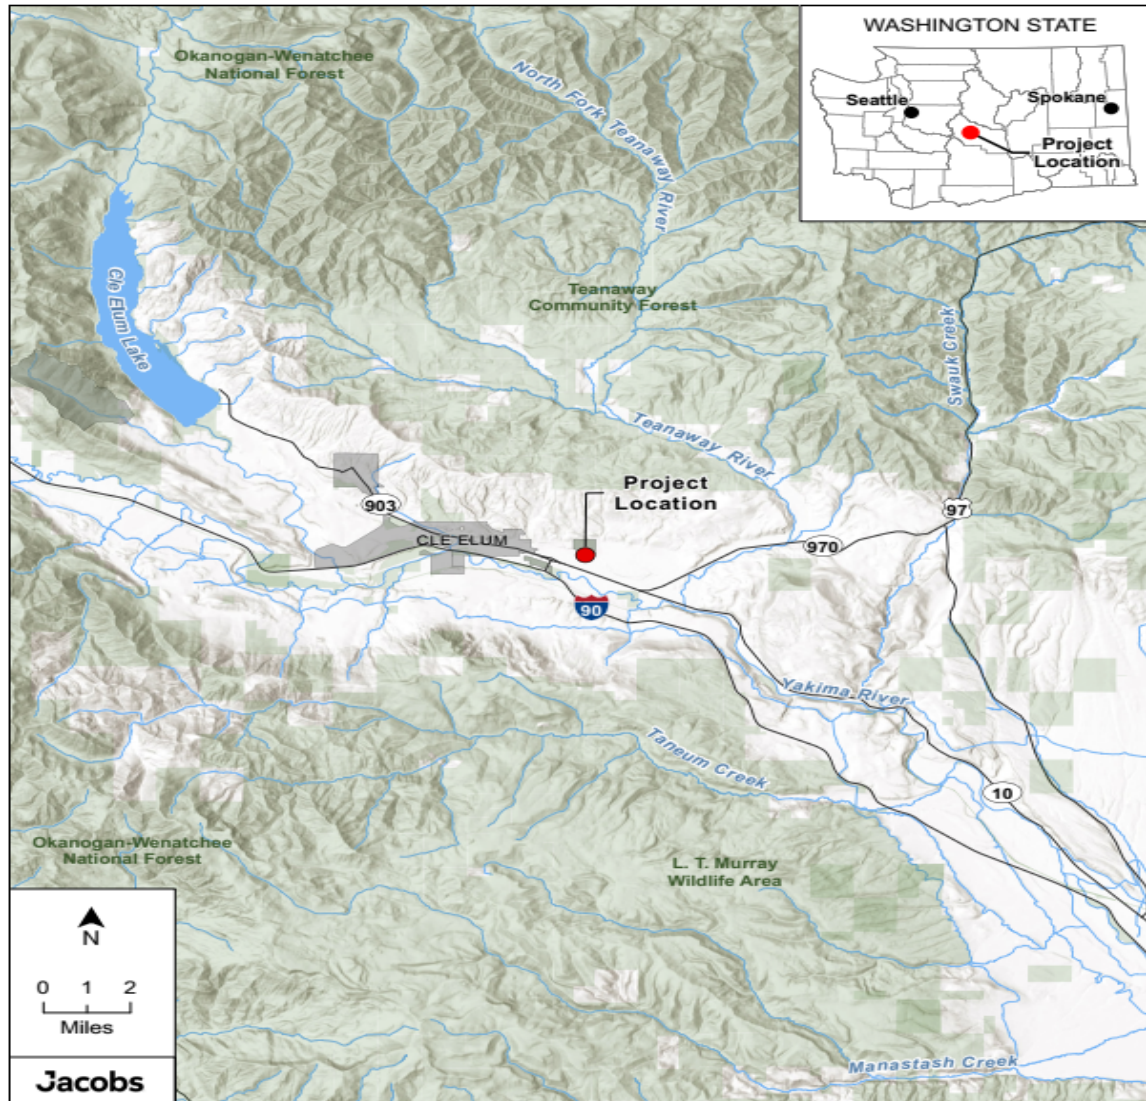 WASHINGTON STATE
Seattle
Spokane
Project
Location
Okanogan-Wenatchee
National Forest
North Fork Teanaway River
Cle Elum Lake
Teanaway
Community Forest
Swauk Creek
Teanaway River
Project
Location
903
CLE ELUM
97
970
90
Yakima River
Taneum Creek
10
Okanogan-Wenatchee
National Forest
L. T. Murray
Wildlife Area
N
0 1 2
Miles
Manastash Creek
Jacobs